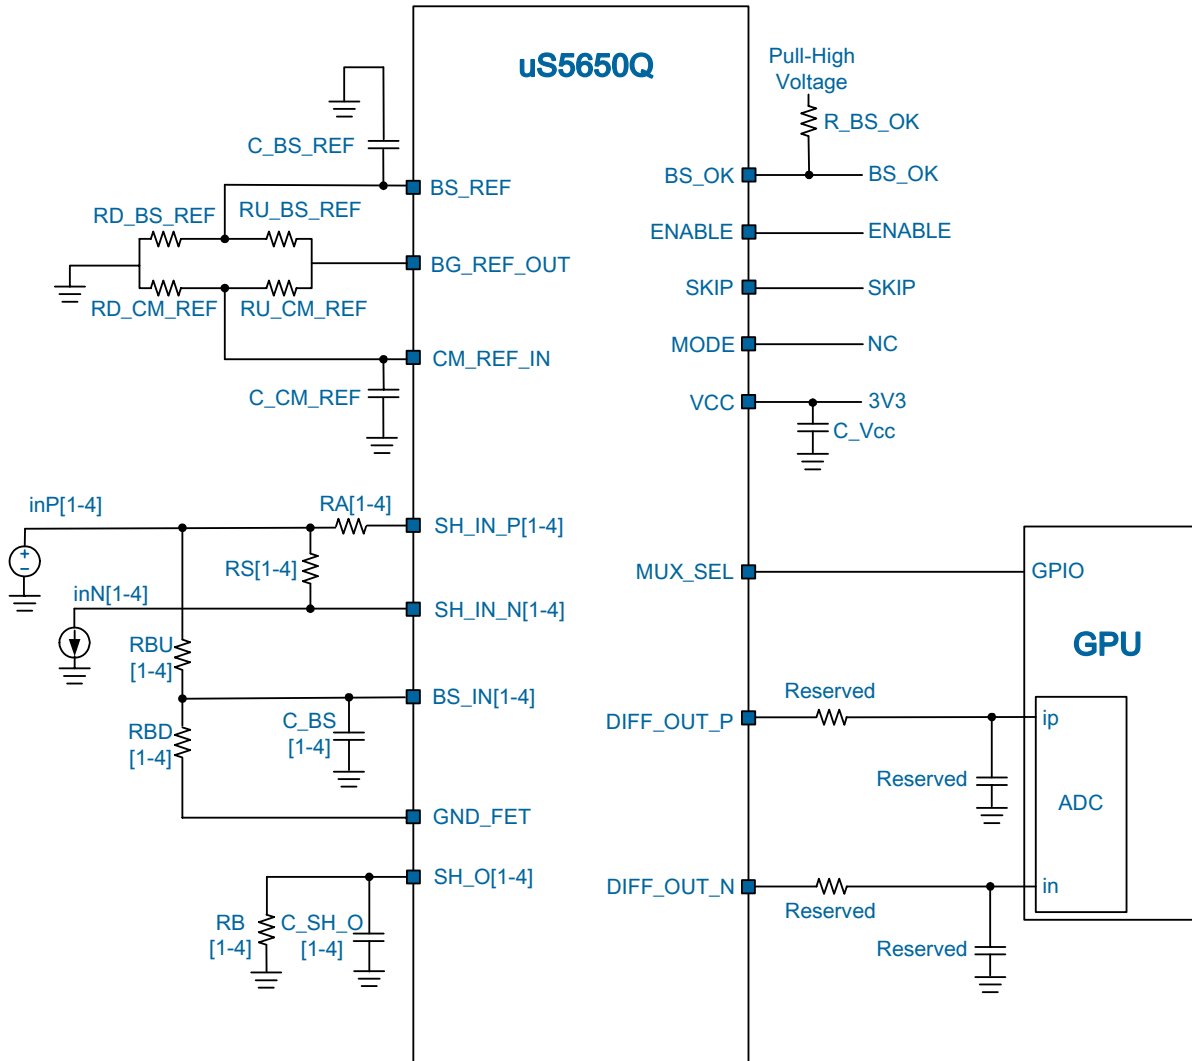 uS5650Q
Pull-High
Voltage
R_BS_OK
C_BS_REF
BS_REF
BS_OK
BS_OK
RD_BS_REF
RU_BS_REF
ENABLE
ENABLE
BG_REF_OUT
SKIP
SKIP
RD_CM_REF
RU_CM_REF
MODE
NC
CM_REF_IN
C_CM_REF
VCC
3V3
C_Vcc
inP[1-4]
RA[1-4]
SH_IN_P[1-4]
RS[1-4]
MUX_SEL
GPIO
inN[1-4]
SH_IN_N[1-4]
GPU
RBU
[1-4]
BS_IN[1-4]
Reserved
C_BS
[1-4]
DIFF_OUT_P
ip
RBD
[1-4]
Reserved
ADC
GND_FET
SH_O[1-4]
DIFF_OUT_N
in
Reserved
RB
[1-4]
C_SH_O
[1-4]
Reserved
+
−